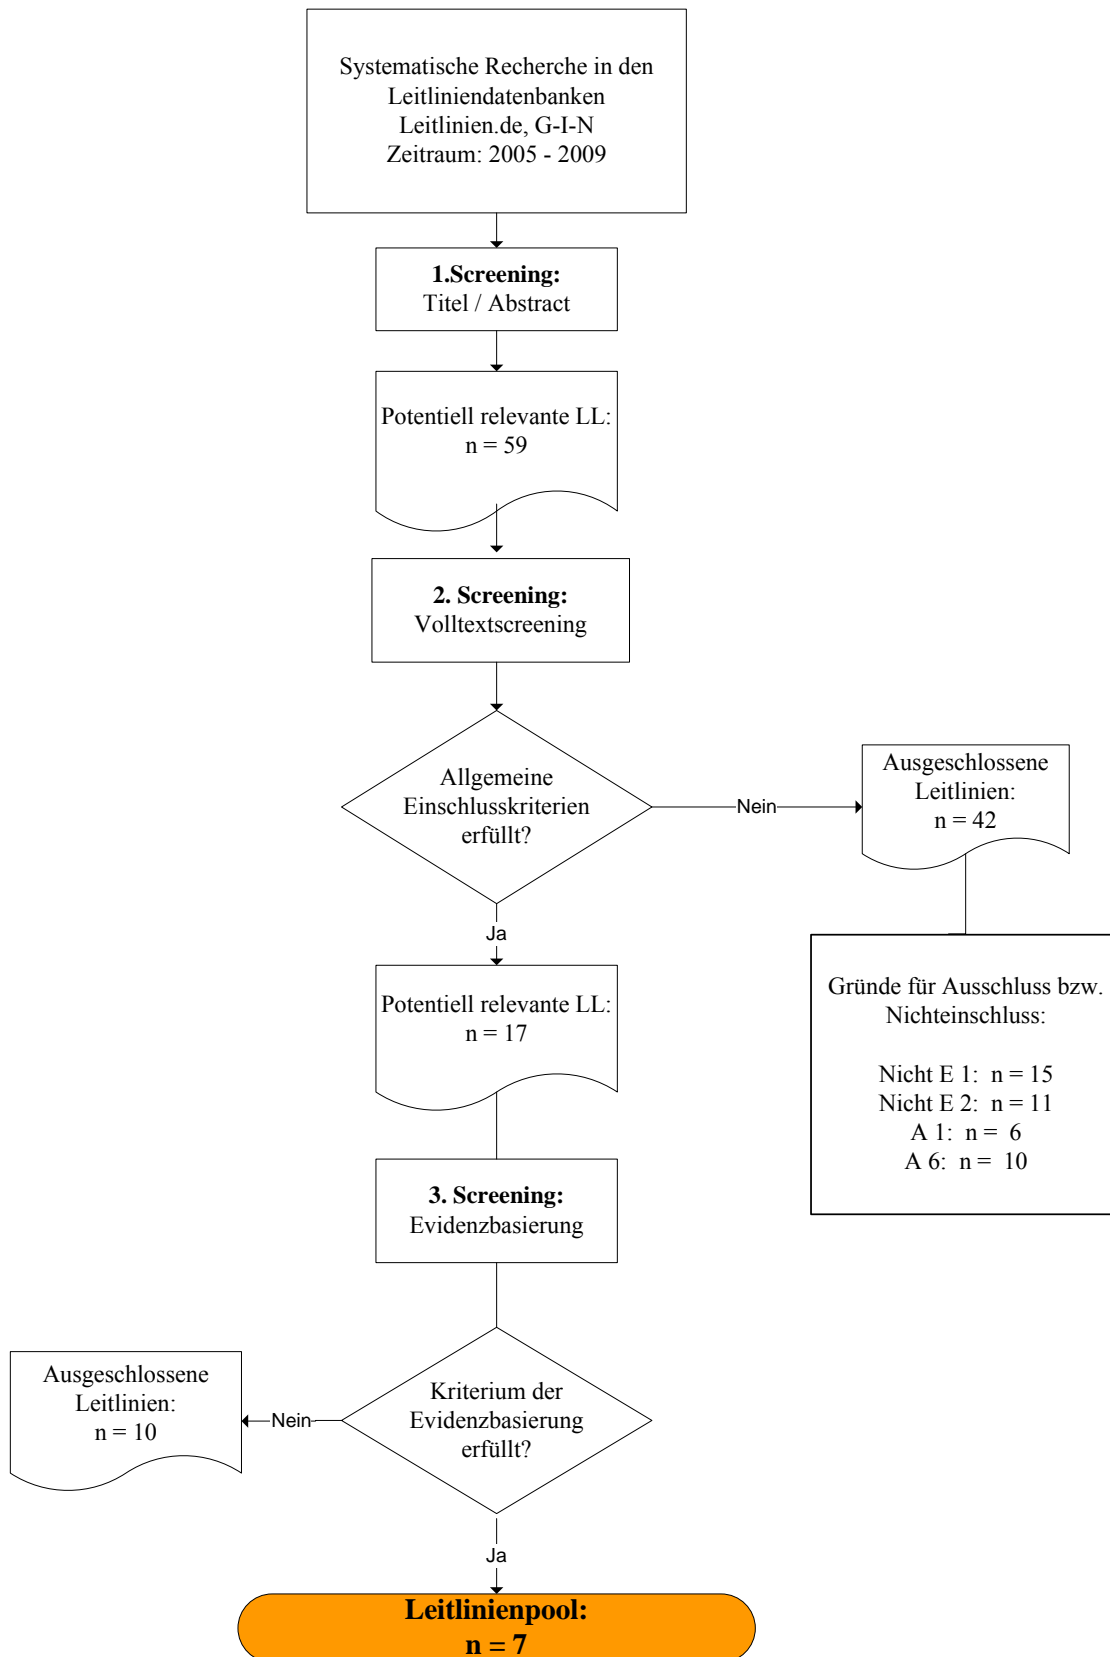 Systematische Recherche in den
Leitliniendatenbanken
Leitlinien.de, G-I-N
Zeitraum: 2005 - 2009
1.Screening:
Titel / Abstract
Potentiell relevante LL:
n = 59
2. Screening:
Volltextscreening
Allgemeine
Einschlusskriterien
erfüllt?
Nein
Ausgeschlossene
Leitlinien:
n = 42
Gründe für Ausschluss bzw.
Nichteinschluss:
Nicht E 1:  n = 15
Nicht E 2:  n = 11
A 1:  n =  6
A 6:  n =  10
Ja
Potentiell relevante LL:
n = 17
3. Screening:
Evidenzbasierung
Kriterium der
Evidenzbasierung
erfüllt?
Nein
Ausgeschlossene
Leitlinien:
n = 10
Ja
Leitlinienpool:
n = 7